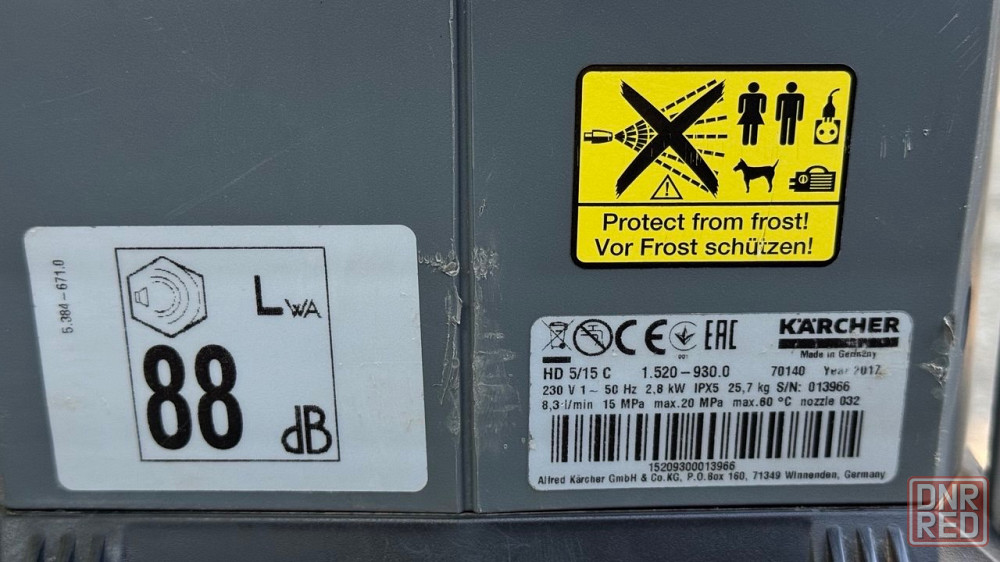 5.384-671.0
LWA
88
dB
Protect from frost!
Vor Frost schützen!
CE EAC KÄRCHER
Made in Germany
HD 5/15 C 1.520-930.0 70140 Year 2017
230 V 1~ 50 Hz 2,8 kW IPX5 25,7 kg S/N: 013966
8,3 l/min 15 MPa max.20 MPa max.60 °C nozzle 032
15209300013966
Alfred Kärcher GmbH & Co.KG, P.O.Box 160, 71349 Winnenden, Germany
DNR
RED